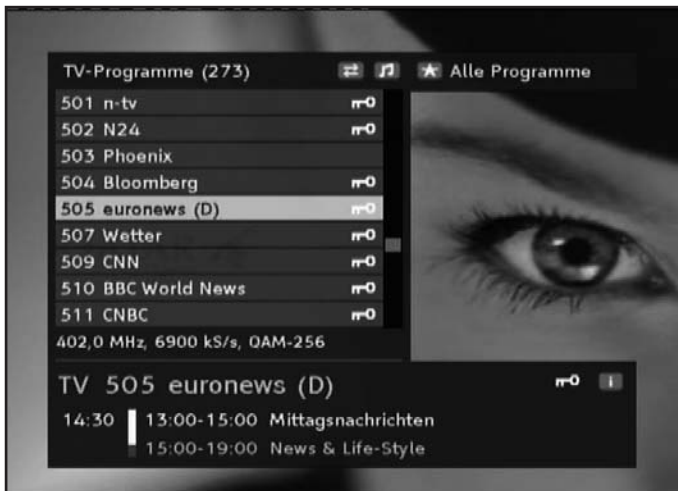 TV-Programme (273)
Alle Programme
501 n-tv
502 N24
503 Phoenix
504 Bloomberg
505 euronews (D)
507 Wetter
509 CNN
510 BBC World News
511 CNBC
402,0 MHz, 6900 kS/s, QAM-256
TV 505 euronews (D)
i
14:30 13:00-15:00 Mittagsnachrichten
15:00-19:00 News & Life-Style